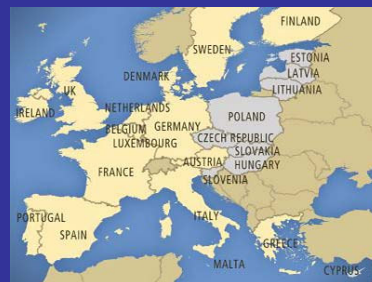 FINLAND
SWEDEN
ESTONIA
LATVIA
LITHUANIA
DENMARK
UK
IRELAND
NETHERLANDS
BELGIUM
LUXEMBOURG
GERMANY
POLAND
CZECH REPUBLIC
SLOVAKIA
AUSTRIA
HUNGARY
SLOVENIA
FRANCE
ITALY
PORTUGAL
SPAIN
GREECE
MALTA
CYPRUS